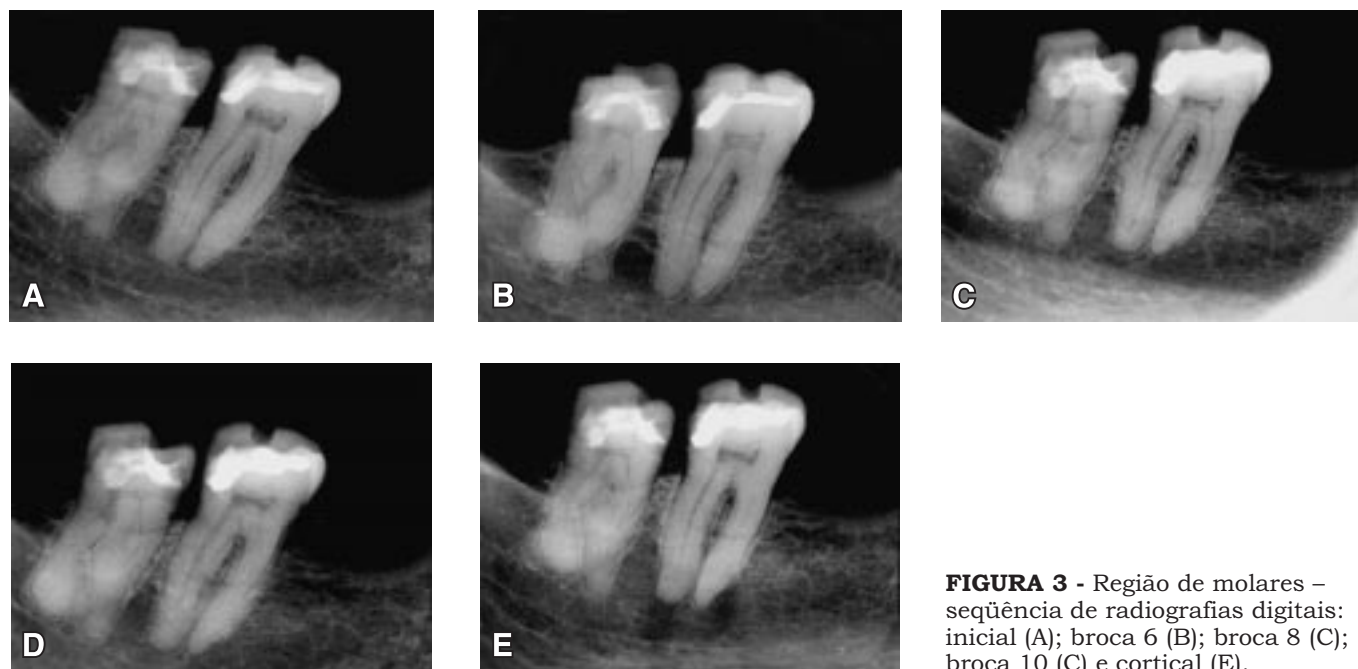 A
B
C
D
E
FIGURA 3 - Região de molares –
seqüência de radiografias digitais:
inicial (A); broca 6 (B); broca 8 (C);
broca 10 (C) e cortical (E).